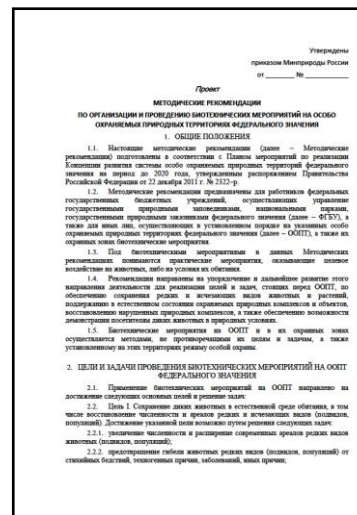 Утверждены
приказом Минприроды России
от ________ № ________
Проект
МЕТОДИЧЕСКИЕ РЕКОМЕНДАЦИИ
ПО ОРГАНИЗАЦИИ И ПРОВЕДЕНИЮ БИОТЕХНИЧЕСКИХ МЕРОПРИЯТИЙ НА ОСОБО
ОХРАНЯЕМЫХ ПРИРОДНЫХ ТЕРРИТОРИЯХ ФЕДЕРАЛЬНОГО ЗНАЧЕНИЯ
1. ОБЩИЕ ПОЛОЖЕНИЯ
1.1. Настоящие методические рекомендации (далее – Методические
рекомендации) подготовлены в соответствии с Планом мероприятий по реализации
Концепции развития системы особо охраняемых природных территорий федерального
значения на период до 2020 года, утвержденным распоряжением Правительства
Российской Федерации от 22 декабря 2011 г. № 2322-р.
1.2. Методические рекомендации предназначены для работников федеральных
государственных бюджетных учреждений, осуществляющих управление
государственными природными заповедниками, национальными парками,
государственными природными заказниками федерального значения (далее – ФГБУ), а
также для иных лиц, осуществляющих в установленном порядке на указанных особо
охраняемых природных территориях федерального значения (далее – ООПТ), а также их
охранных зонах биотехнические мероприятия.
1.3. Под биотехническими мероприятиями в данных Методических
рекомендациях понимаются практические мероприятия, оказывающие целевое
воздействие на животных, либо на условия их обитания.
1.4. Рекомендации направлены на упорядочение и дальнейшее развитие этого
направления деятельности для реализации целей и задач, стоящих перед ООПТ, по
обеспечению сохранения редких и исчезающих видов животных и растений,
поддержанию в естественном состоянии охраняемых природных комплексов и объектов,
восстановлению нарушенных природных комплексов, а также обеспечению возможности
демонстрации посетителям диких животных в природных условиях.
1.5. Биотехнические мероприятия на ООПТ и в их охранных зонах
осуществляется методами, не противоречащими их целям и задачам, а также
установленному на этих территориях режиму особой охраны.
2. ЦЕЛИ И ЗАДАЧИ ПРОВЕДЕНИЯ БИОТЕХНИЧЕСКИХ МЕРОПРИЯТИЙ НА ООПТ
ФЕДЕРАЛЬНОГО ЗНАЧЕНИЯ
2.1. Применение биотехнических мероприятий на ООПТ направлено на
достижение следующих основных целей и решение задач:
2.2. Цель 1. Сохранение диких животных в естественной среде обитания, в том
числе восстановление численности и ареалов редких и исчезающих видов (подвидов,
популяций). Достижение указанной цели возможно путем решения следующих задач:
2.2.1. увеличение численности и расширение современных ареалов редких видов
животных (подвидов, популяций);
2.2.2. предотвращение гибели животных редких видов (подвидов, популяций) от
стихийных бедствий, техногенных причин, заболеваний, иных причин;